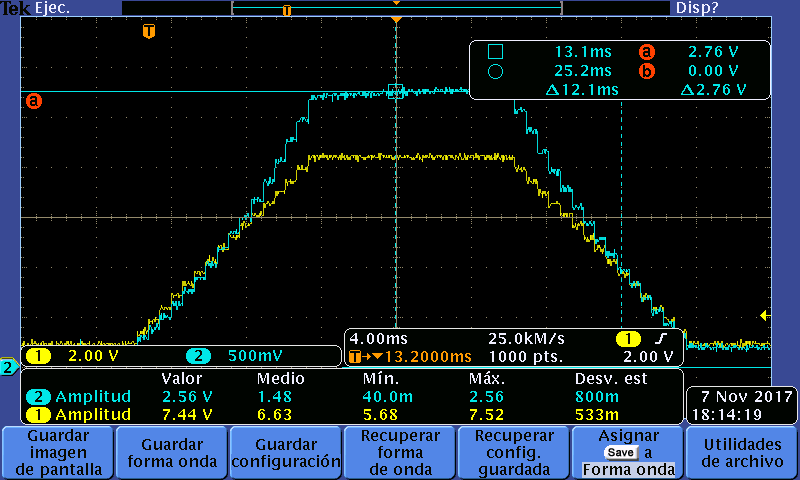 Tek Ejec. Disp?
T
T
13.1ms a 2.76 V
25.2ms b 0.00 V
Δ12.1ms Δ2.76 V
a
2
1 2.00 V 2 500mV
4.00ms 25.0kM/s 1
T→▼13.2000ms 1000 pts. 2.00 V
Valor Medio Mín. Máx. Desv. est
2 Amplitud 2.56 V 1.48 40.0m 2.56 800m
1 Amplitud 7.44 V 6.63 5.68 7.52 533m
7 Nov 2017
18:14:19
Guardar
imagen
de pantalla
Guardar
forma onda
Guardar
configuración
Recuperar
forma
de onda
Recuperar
config.
guardada
Asignar
Save a
Forma onda
Utilidades
de archivo